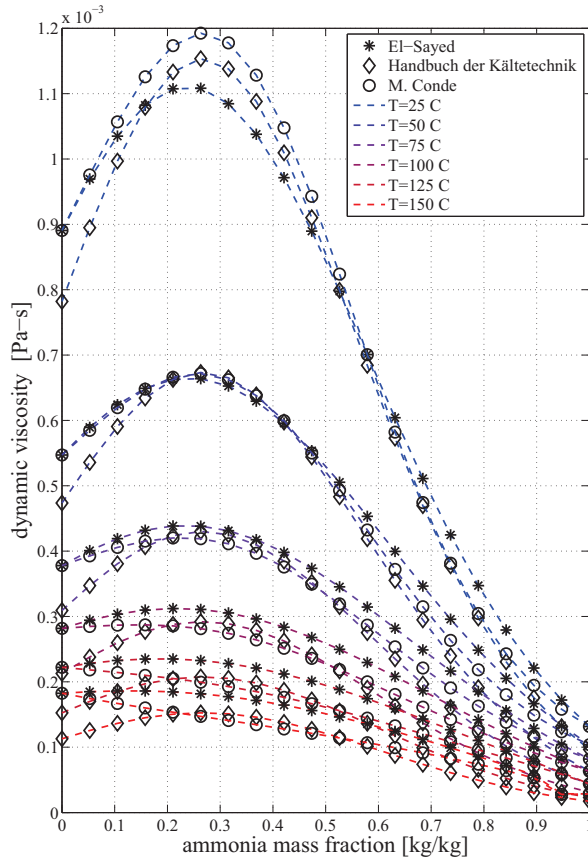 x 10⁻³
1.2
1.1
1
0.9
0.8
0.7
0.6
0.5
0.4
0.3
0.2
0.1
0
dynamic viscosity [Pa−s]
El-Sayed
Handbuch der Kältetechnik
M. Conde
T=25 C
T=50 C
T=75 C
T=100 C
T=125 C
T=150 C
0 0.1 0.2 0.3 0.4 0.5 0.6 0.7 0.8 0.9
ammonia mass fraction [kg/kg]